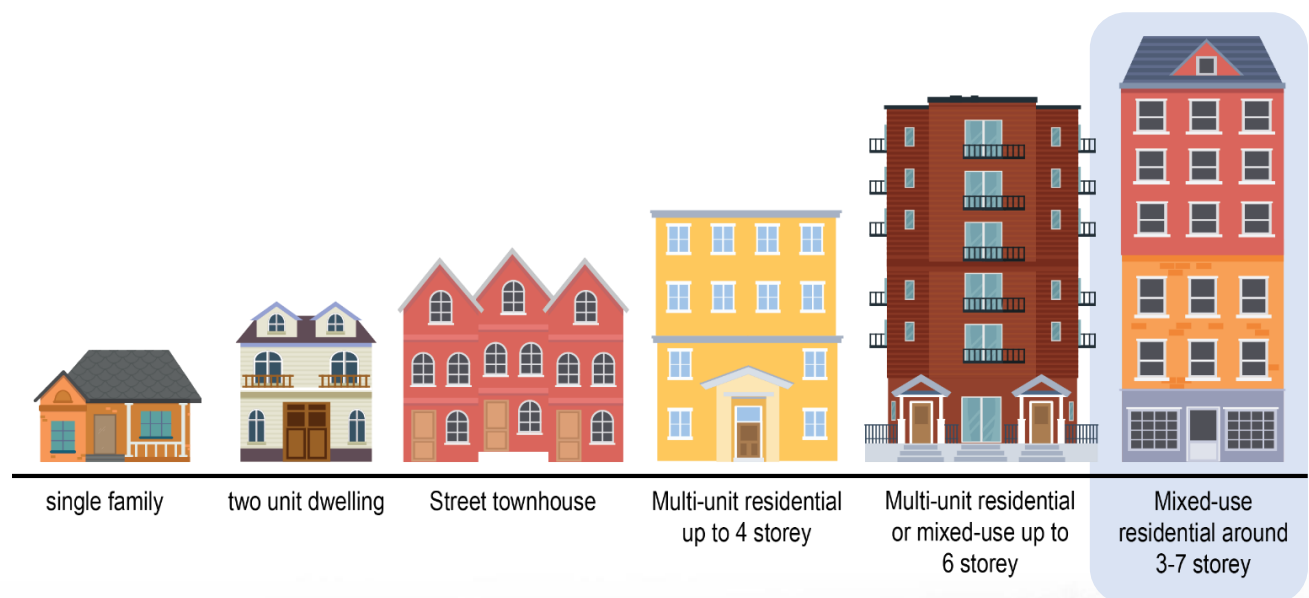 single family
two unit dwelling
Street townhouse
Multi-unit residential
up to 4 storey
Multi-unit residential
or mixed-use up to
6 storey
Mixed-use
residential around
3-7 storey